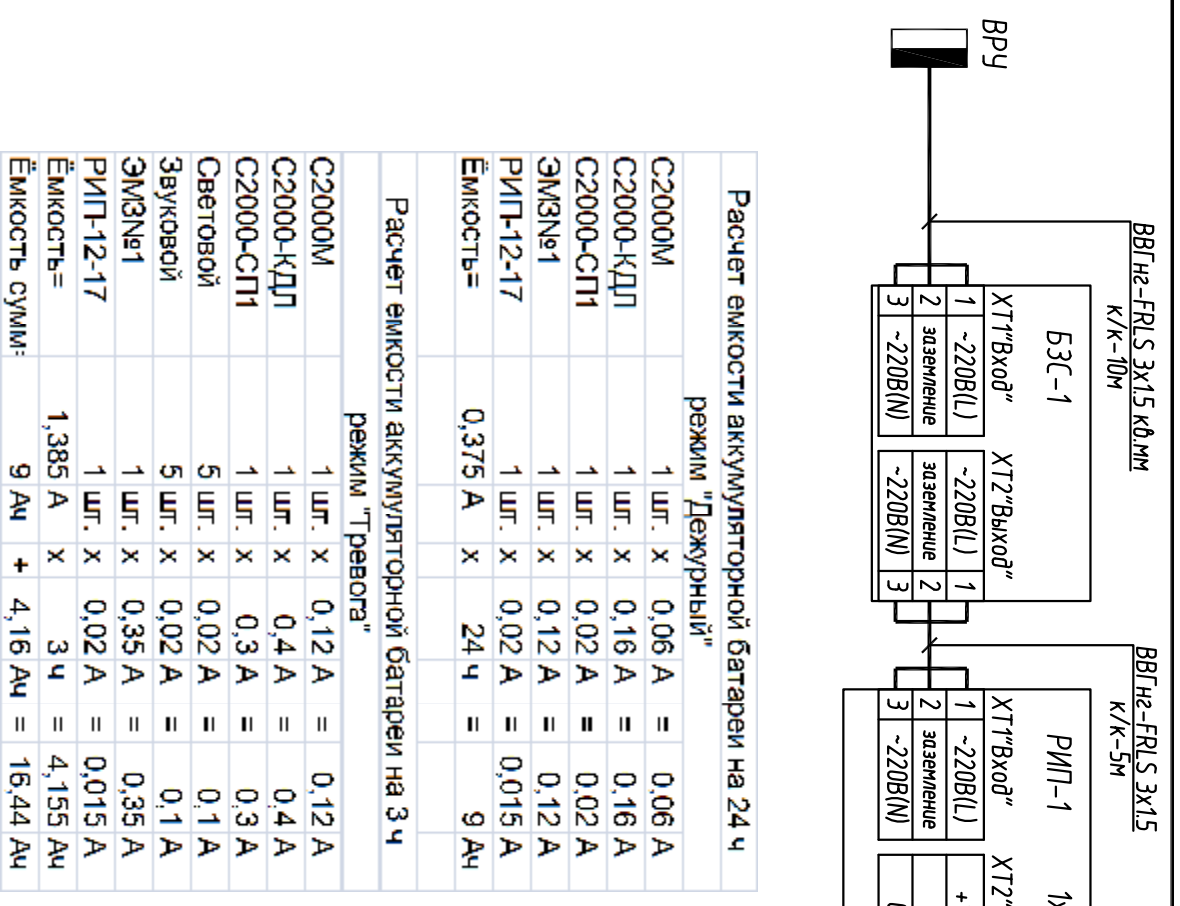 ВРУ
ВВГнг-FRLS 3х1.5 кв.мм
к/к-10м
БЗС-1
ХТ1"Вход" ХТ2"Выход"
1 ~220В(L) ~220В(L) 1
2 заземление заземление 2
3 ~220В(N) ~220В(N) 3
ВВГнг-FRLS 3х1.5
к/к-5м
РИП-1
ХТ1"Вход" ХТ2"
1 ~220В(L) +
2 заземление
3 ~220В(N)
Расчет емкости аккумуляторной батареи на 24 ч
режим "Дежурный"
С2000М 1 шт. х 0,06 А = 0,06 А
С2000-КДЛ 1 шт. х 0,16 А = 0,16 А
С2000-СП1 1 шт. х 0,02 А = 0,02 А
ЭМЗ№1 1 шт. х 0,12 А = 0,12 А
РИП-12-17 1 шт. х 0,02 А = 0,015 А
Ёмкость= 0,375 А х 24 ч = 9 Ач
Расчет емкости аккумуляторной батареи на 3 ч
режим "Тревога"
С2000М 1 шт. х 0,12 А = 0,12 А
С2000-КДЛ 1 шт. х 0,4 А = 0,4 А
С2000-СП1 1 шт. х 0,3 А = 0,3 А
Световой 5 шт. х 0,02 А = 0,1 А
Звуковой 5 шт. х 0,02 А = 0,1 А
ЭМЗ№1 1 шт. х 0,35 А = 0,35 А
РИП-12-17 1 шт. х 0,02 А = 0,015 А
Ёмкость= 1,385 А х 3 ч = 4,155 Ач
Ёмкость сумм= 9 Ач + 4,16 Ач = 16,44 Ач